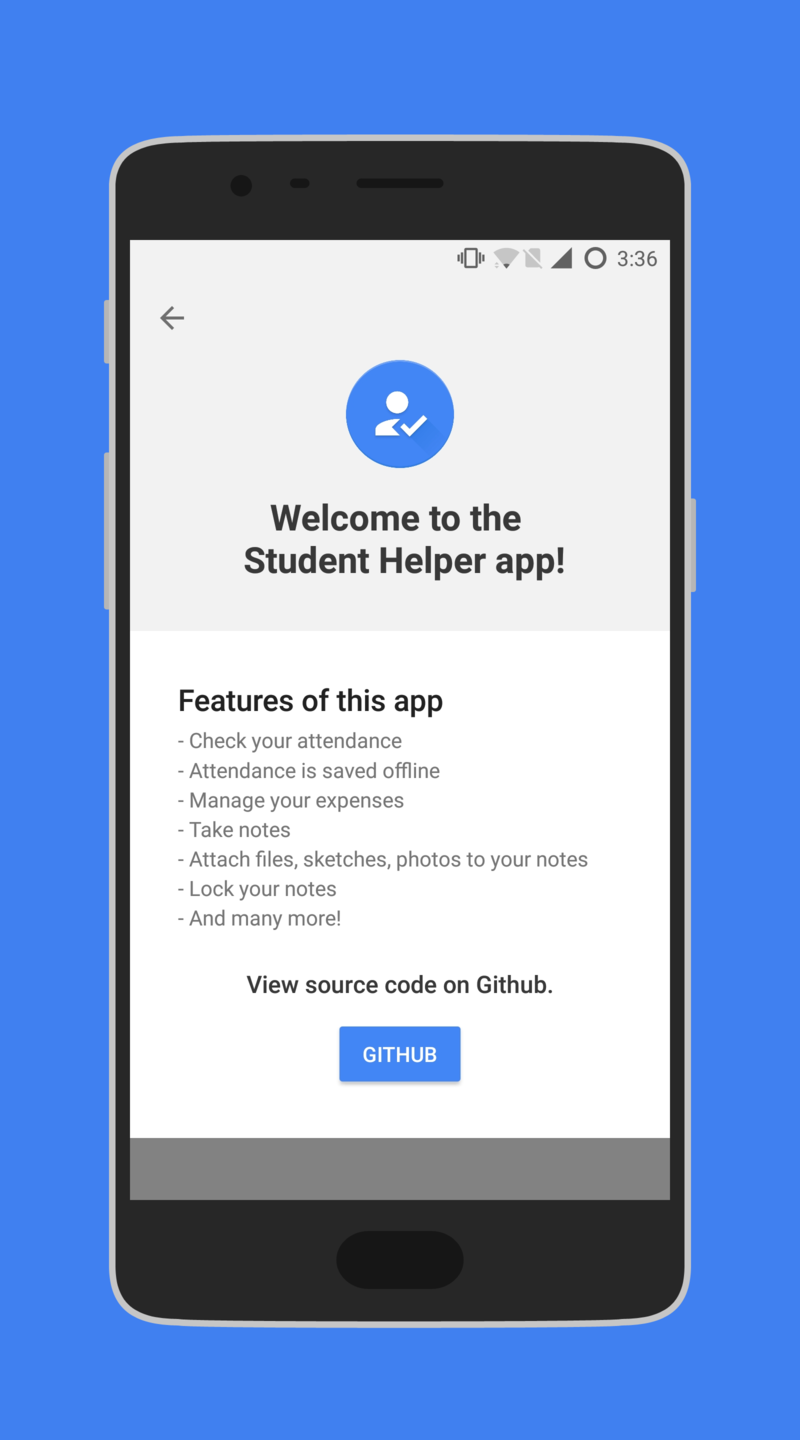 3:36
Welcome to the
Student Helper app!
Features of this app
- Check your attendance
- Attendance is saved offline
- Manage your expenses
- Take notes
- Attach files, sketches, photos to your notes
- Lock your notes
- And many more!
View source code on Github.
GITHUB